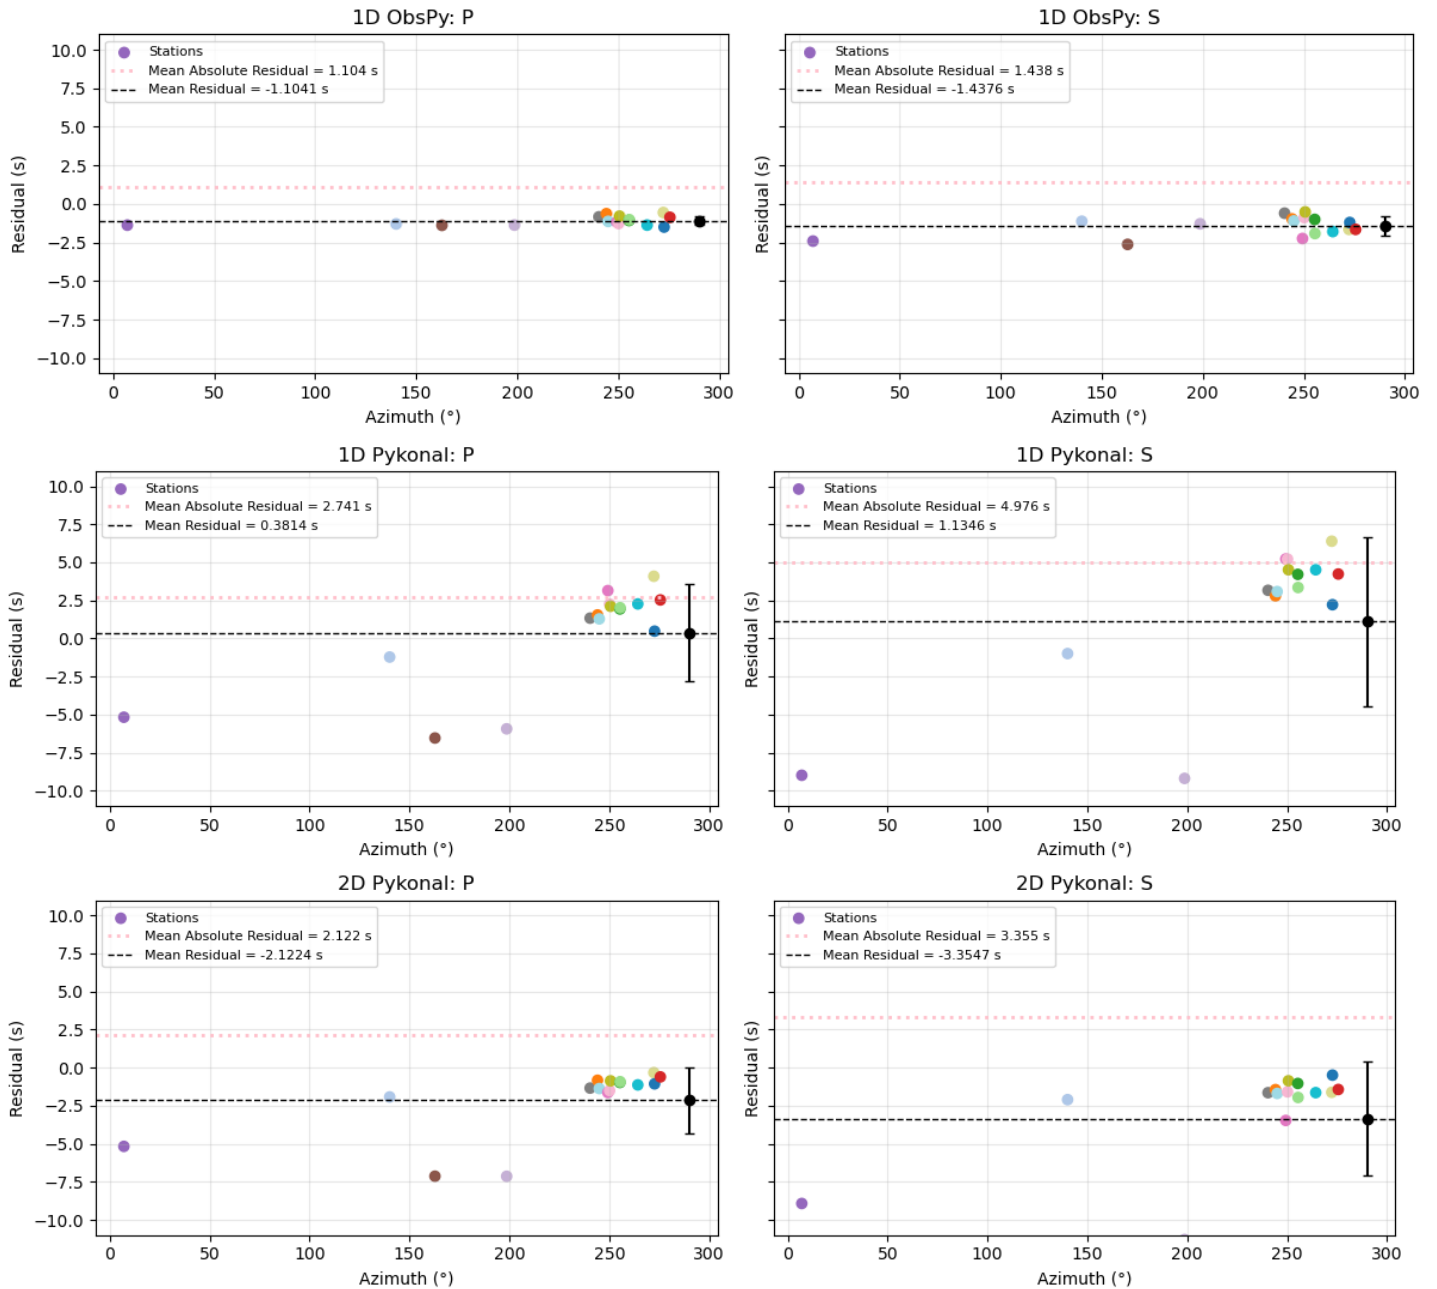 1D ObsPy: P
10.0
7.5
5.0
2.5
0.0
−2.5
−5.0
−7.5
−10.0
Residual (s)
Stations
Mean Absolute Residual = 1.104 s
Mean Residual = -1.1041 s
0 50 100 150 200 250 300
Azimuth (°)
1D ObsPy: S
Residual (s)
Stations
Mean Absolute Residual = 1.438 s
Mean Residual = -1.4376 s
0 50 100 150 200 250 300
Azimuth (°)
1D Pykonal: P
10.0
7.5
5.0
2.5
0.0
−2.5
−5.0
−7.5
−10.0
Residual (s)
Stations
Mean Absolute Residual = 2.741 s
Mean Residual = 0.3814 s
0 50 100 150 200 250 300
Azimuth (°)
1D Pykonal: S
Residual (s)
Stations
Mean Absolute Residual = 4.976 s
Mean Residual = 1.1346 s
0 50 100 150 200 250 300
Azimuth (°)
2D Pykonal: P
10.0
7.5
5.0
2.5
0.0
−2.5
−5.0
−7.5
−10.0
Residual (s)
Stations
Mean Absolute Residual = 2.122 s
Mean Residual = -2.1224 s
0 50 100 150 200 250 300
Azimuth (°)
2D Pykonal: S
Residual (s)
Stations
Mean Absolute Residual = 3.355 s
Mean Residual = -3.3547 s
0 50 100 150 200 250 300
Azimuth (°)